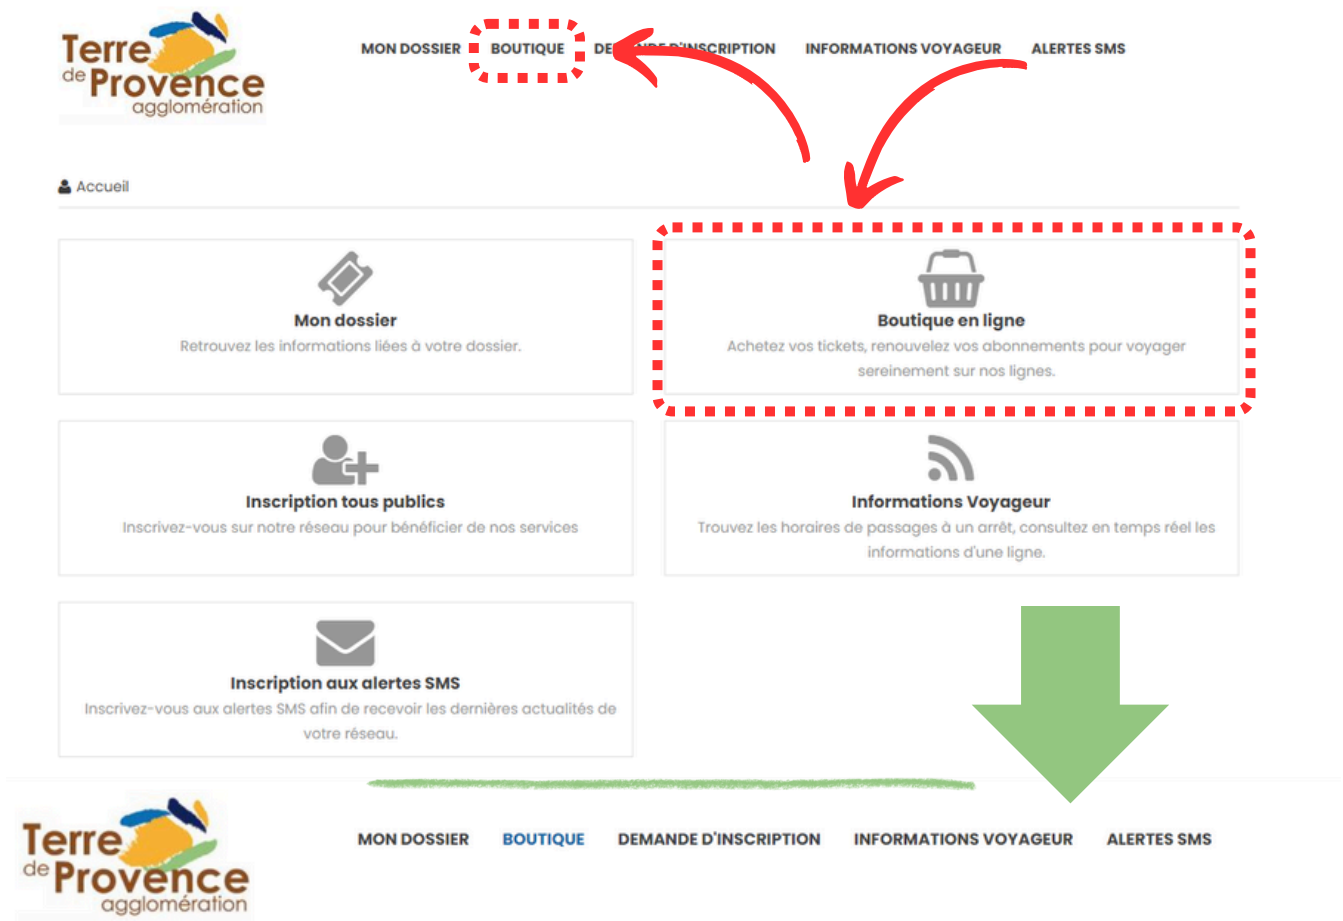 Terre
de Provence
agglomération
MON DOSSIER BOUTIQUE DEMANDE D'INSCRIPTION INFORMATIONS VOYAGEUR ALERTES SMS
Accueil
Mon dossier
Retrouvez les informations liées à votre dossier.
Boutique en ligne
Achetez vos tickets, renouvelez vos abonnements pour voyager
sereinement sur nos lignes.
Inscription tous publics
Inscrivez-vous sur notre réseau pour bénéficier de nos services
Informations Voyageur
Trouvez les horaires de passages à un arrêt, consultez en temps réel les
informations d'une ligne.
Inscription aux alertes SMS
Inscrivez-vous aux alertes SMS afin de recevoir les dernières actualités de
votre réseau.
Terre
de Provence
agglomération
MON DOSSIER BOUTIQUE DEMANDE D'INSCRIPTION INFORMATIONS VOYAGEUR ALERTES SMS